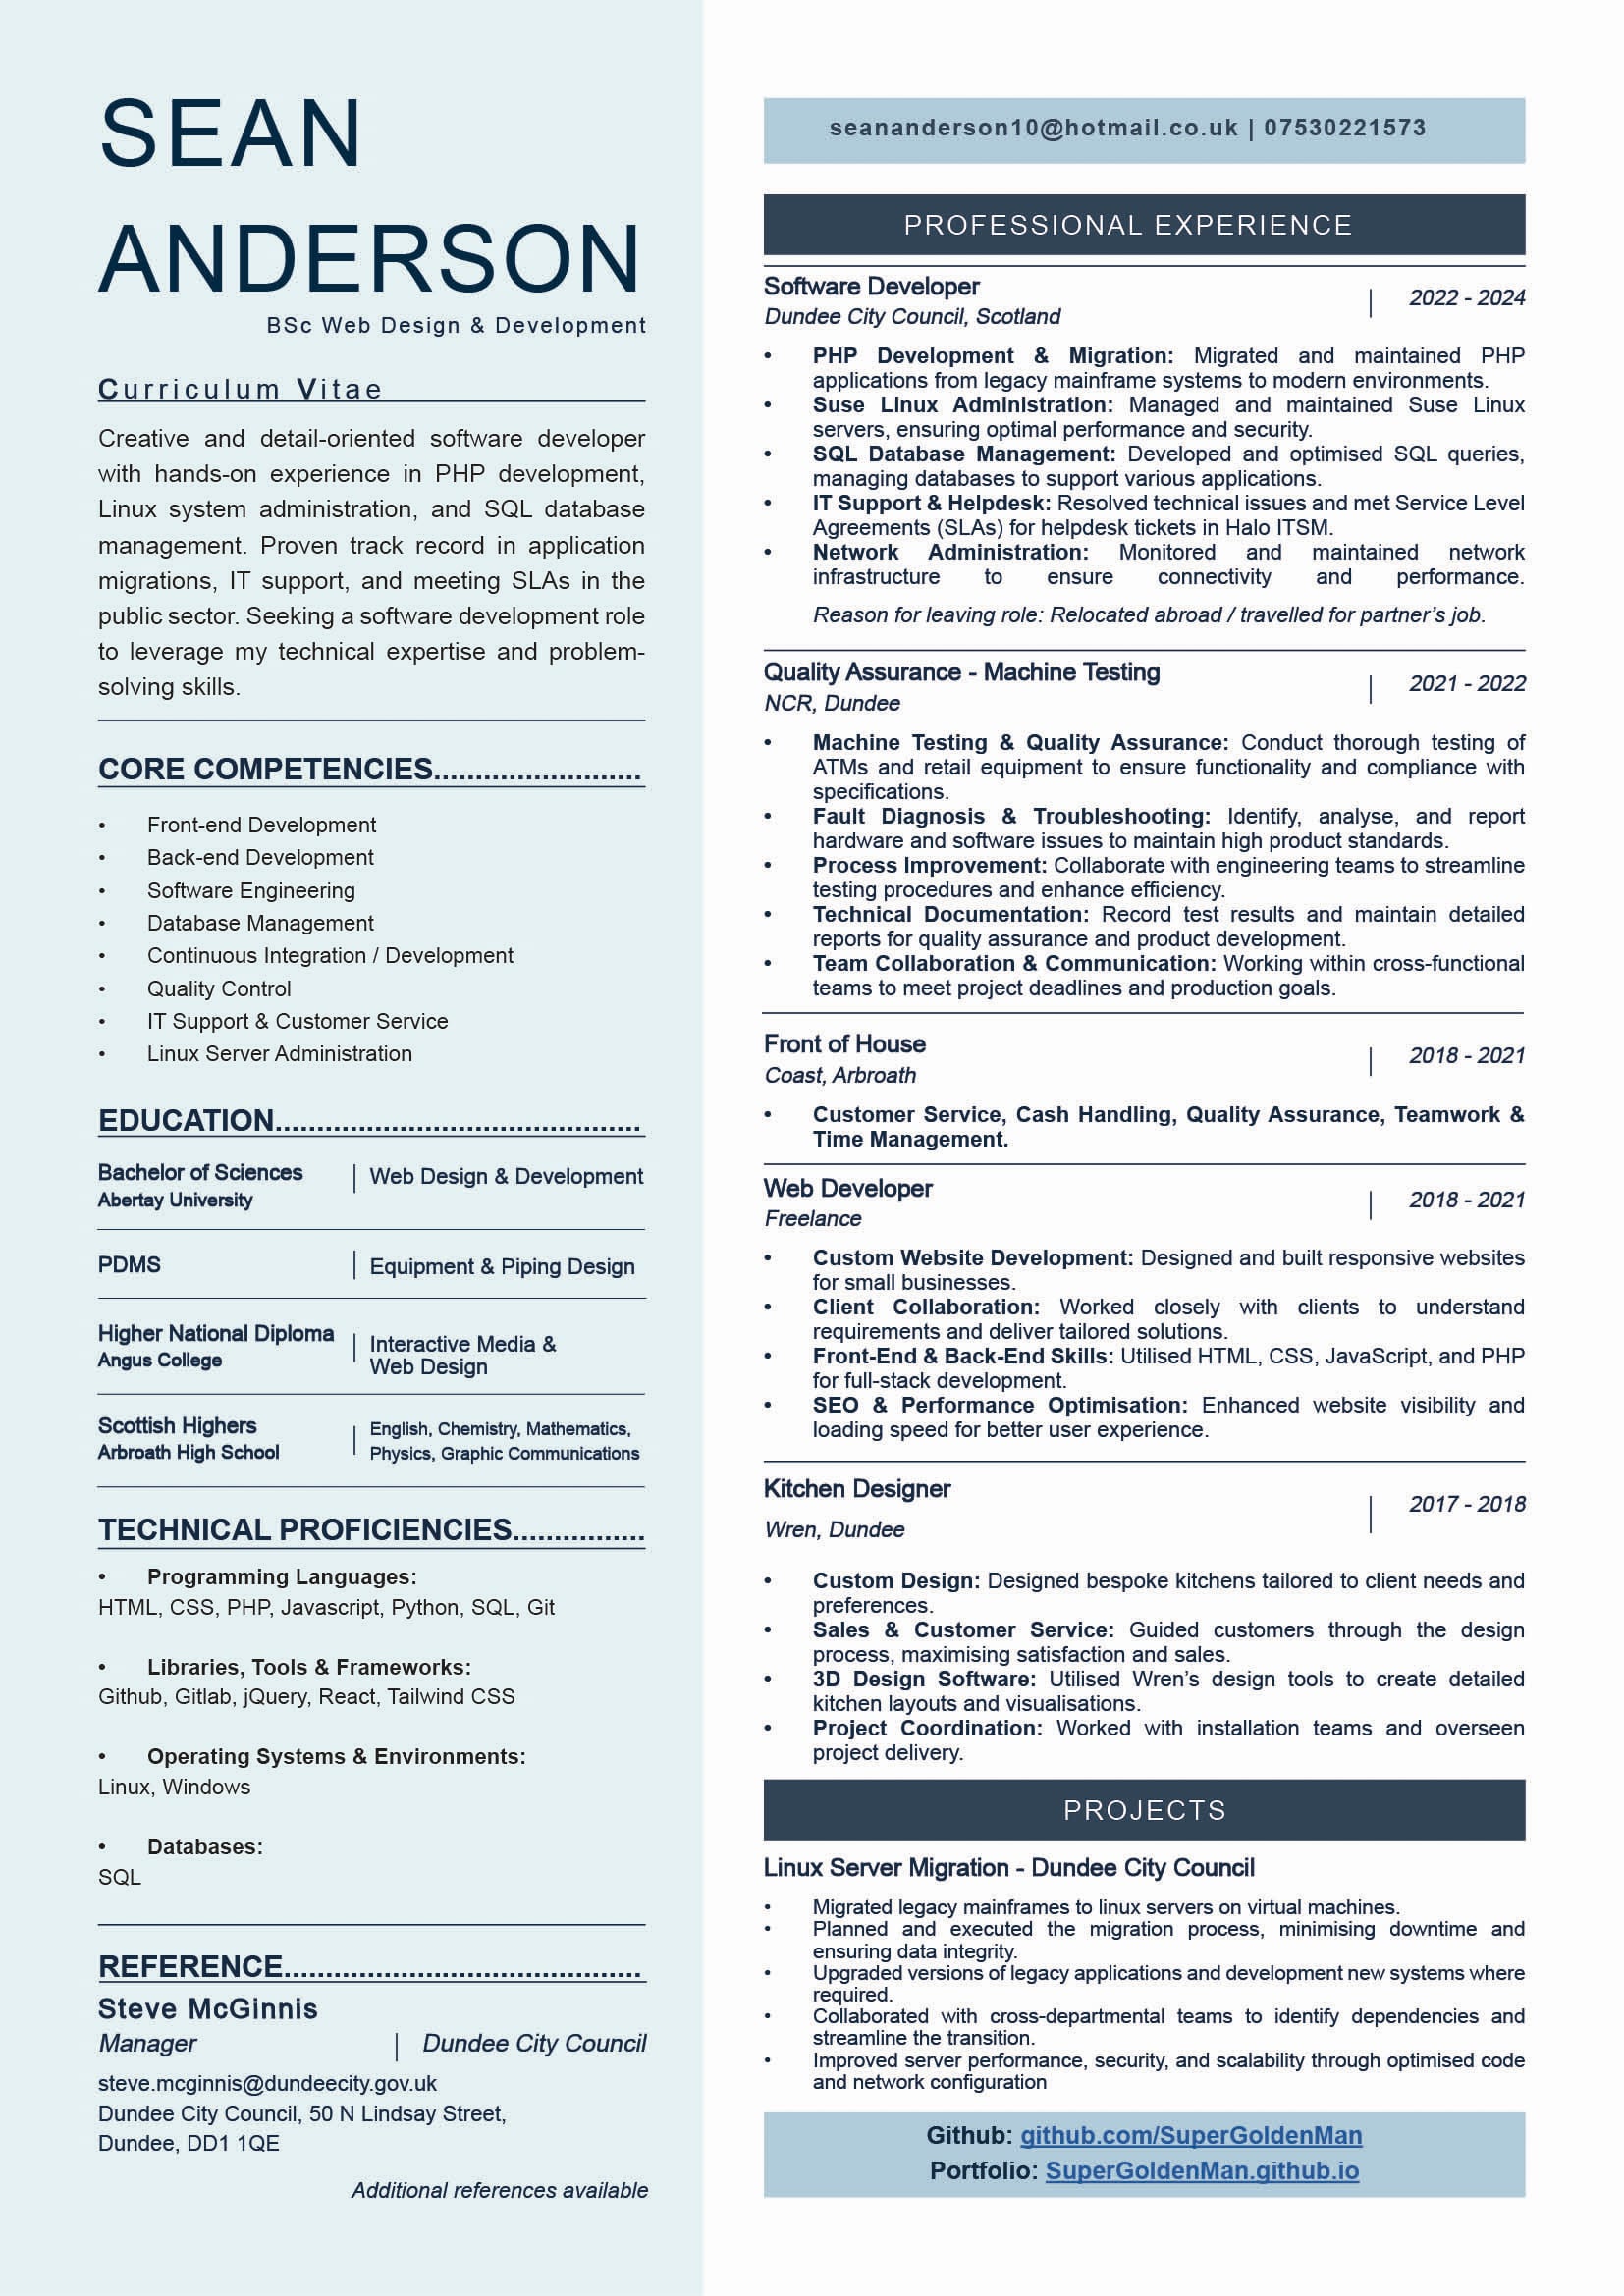 SEAN
ANDERSON
BSc Web Design & Development
Curriculum Vitae
Creative and detail-oriented software developer
with hands-on experience in PHP development,
Linux system administration, and SQL database
management. Proven track record in application
migrations, IT support, and meeting SLAs in the
public sector. Seeking a software development role
to leverage my technical expertise and problem-
solving skills.
CORE COMPETENCIES.........................
• Front-end Development
• Back-end Development
• Software Engineering
• Database Management
• Continuous Integration / Development
• Quality Control
• IT Support & Customer Service
• Linux Server Administration
EDUCATION............................................
Bachelor of Sciences | Web Design & Development
Abertay University
PDMS | Equipment & Piping Design
Higher National Diploma | Interactive Media &
Angus College Web Design
Scottish Highers | English, Chemistry, Mathematics,
Arbroath High School Physics, Graphic Communications
TECHNICAL PROFICIENCIES................
• Programming Languages:
HTML, CSS, PHP, Javascript, Python, SQL, Git
• Libraries, Tools & Frameworks:
Github, Gitlab, jQuery, React, Tailwind CSS
• Operating Systems & Environments:
Linux, Windows
• Databases:
SQL
REFERENCE...........................................
Steve McGinnis
Manager | Dundee City Council
steve.mcginnis@dundeecity.gov.uk
Dundee City Council, 50 N Lindsay Street,
Dundee, DD1 1QE
Additional references available
seananderson10@hotmail.co.uk | 07530221573
PROFESSIONAL EXPERIENCE
Software Developer | 2022 - 2024
Dundee City Council, Scotland
• PHP Development & Migration: Migrated and maintained PHP
applications from legacy mainframe systems to modern environments.
• Suse Linux Administration: Managed and maintained Suse Linux
servers, ensuring optimal performance and security.
• SQL Database Management: Developed and optimised SQL queries,
managing databases to support various applications.
• IT Support & Helpdesk: Resolved technical issues and met Service Level
Agreements (SLAs) for helpdesk tickets in Halo ITSM.
• Network Administration: Monitored and maintained network
infrastructure to ensure connectivity and performance.
Reason for leaving role: Relocated abroad / travelled for partner’s job.
Quality Assurance - Machine Testing | 2021 - 2022
NCR, Dundee
• Machine Testing & Quality Assurance: Conduct thorough testing of
ATMs and retail equipment to ensure functionality and compliance with
specifications.
• Fault Diagnosis & Troubleshooting: Identify, analyse, and report
hardware and software issues to maintain high product standards.
• Process Improvement: Collaborate with engineering teams to streamline
testing procedures and enhance efficiency.
• Technical Documentation: Record test results and maintain detailed
reports for quality assurance and product development.
• Team Collaboration & Communication: Working within cross-functional
teams to meet project deadlines and production goals.
Front of House | 2018 - 2021
Coast, Arbroath
• Customer Service, Cash Handling, Quality Assurance, Teamwork &
Time Management.
Web Developer | 2018 - 2021
Freelance
• Custom Website Development: Designed and built responsive websites
for small businesses.
• Client Collaboration: Worked closely with clients to understand
requirements and deliver tailored solutions.
• Front-End & Back-End Skills: Utilised HTML, CSS, JavaScript, and PHP
for full-stack development.
• SEO & Performance Optimisation: Enhanced website visibility and
loading speed for better user experience.
Kitchen Designer | 2017 - 2018
Wren, Dundee
• Custom Design: Designed bespoke kitchens tailored to client needs and
preferences.
• Sales & Customer Service: Guided customers through the design
process, maximising satisfaction and sales.
• 3D Design Software: Utilised Wren’s design tools to create detailed
kitchen layouts and visualisations.
• Project Coordination: Worked with installation teams and overseen
project delivery.
PROJECTS
Linux Server Migration - Dundee City Council
• Migrated legacy mainframes to linux servers on virtual machines.
• Planned and executed the migration process, minimising downtime and
ensuring data integrity.
• Upgraded versions of legacy applications and development new systems where
required.
• Collaborated with cross-departmental teams to identify dependencies and
streamline the transition.
• Improved server performance, security, and scalability through optimised code
and network configuration
Github: github.com/SuperGoldenMan
Portfolio: SuperGoldenMan.github.io